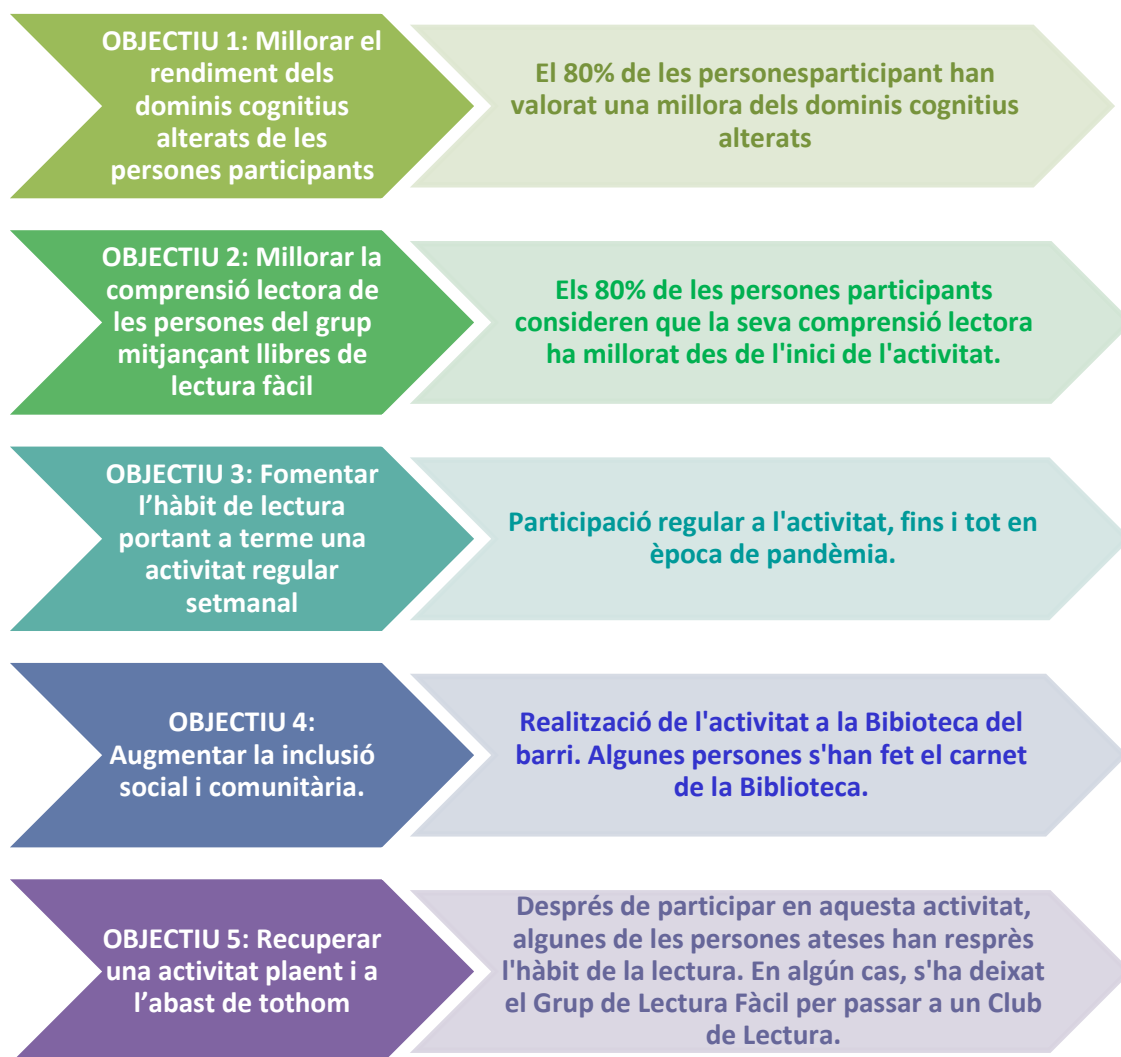 OBJECTIU 1: Millorar el
rendiment dels
dominis cognitius
alterats de les
persones participants
El 80% de les personesparticipant han
valorat una millora dels dominis cognitius
alterats
OBJECTIU 2: Millorar la
comprensió lectora de
les persones del grup
mitjançant llibres de
lectura fàcil
Els 80% de les persones participants
consideren que la seva comprensió lectora
ha millorat des de l'inici de l'activitat.
OBJECTIU 3: Fomentar
l’hàbit de lectura
portant a terme una
activitat regular
setmanal
Participació regular a l'activitat, fins i tot en
època de pandèmia.
OBJECTIU 4:
Augmentar la inclusió
social i comunitària.
Realització de l'activitat a la Bibioteca del
barri. Algunes persones s'han fet el carnet
de la Biblioteca.
OBJECTIU 5: Recuperar
una activitat plaent i a
l’abast de tothom
Després de participar en aquesta activitat,
algunes de les persones ateses han resprès
l'hàbit de la lectura. En algún cas, s'ha deixat
el Grup de Lectura Fàcil per passar a un Club
de Lectura.